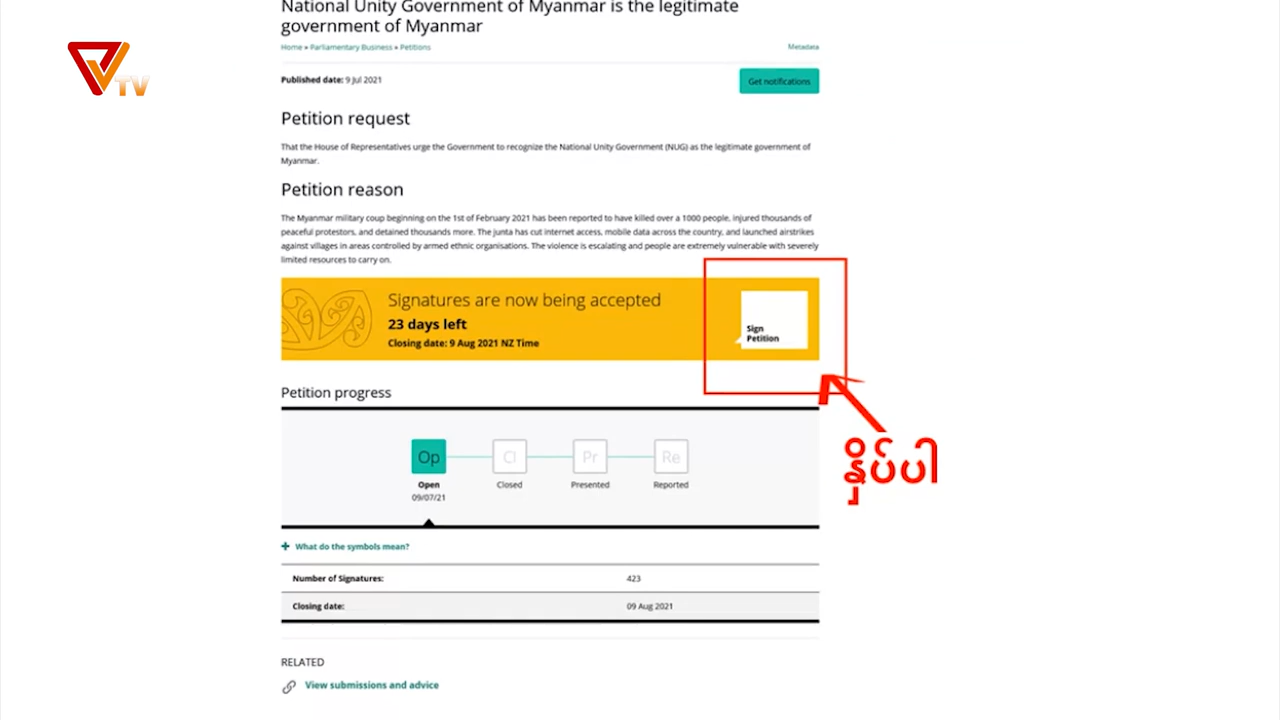 National Unity Government of Myanmar is the legitimate
government of Myanmar
Home » Parliamentary Business » Petitions
Metadata
TV
Published date: 9 Jul 2021
Get notifications
Petition request
That the House of Representatives urge the Government to recognize the National Unity Government (NUG) as the legitimate government of
Myanmar.
Petition reason
The Myanmar military coup beginning on the 1st of February 2021 has been reported to have killed over a 1000 people, injured thousands of
peaceful protestors, and detained thousands more. The junta has cut internet access, mobile data across the country, and launched airstrikes
against villages in areas controlled by armed ethnic organisations. The violence is escalating and people are extremely vulnerable with severely
limited resources to carry on.
Signatures are now being accepted
23 days left
Closing date: 9 Aug 2021 NZ Time
Sign
Petition
Petition progress
Op
Cl
Pr
Re
Open
Closed
Presented
Reported
09/07/21
နှိပ်ပါ
+ What do the symbols mean?
Number of Signatures: 423
Closing date: 09 Aug 2021
RELATED
View submissions and advice